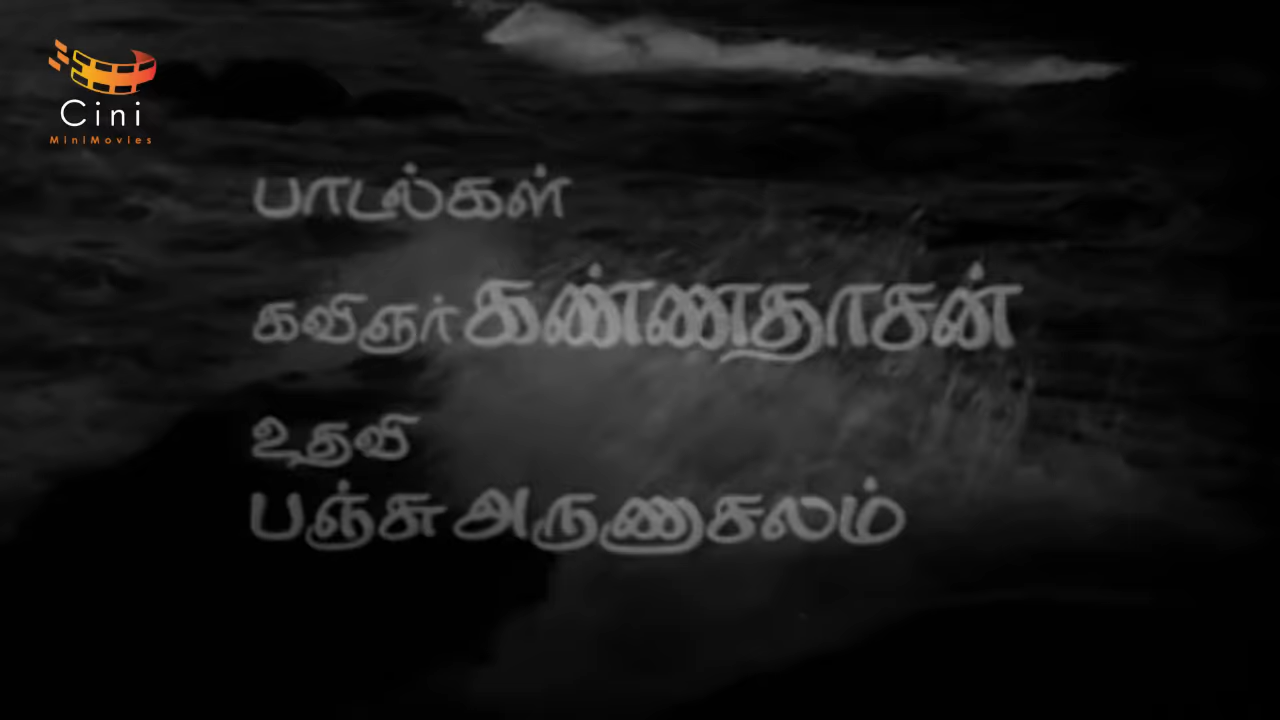 Cini
MiniMovies
பாடல்கள்
கவிஞர் கண்ணதாசன்
உதவி
பஞ்சு அருணாசலம்